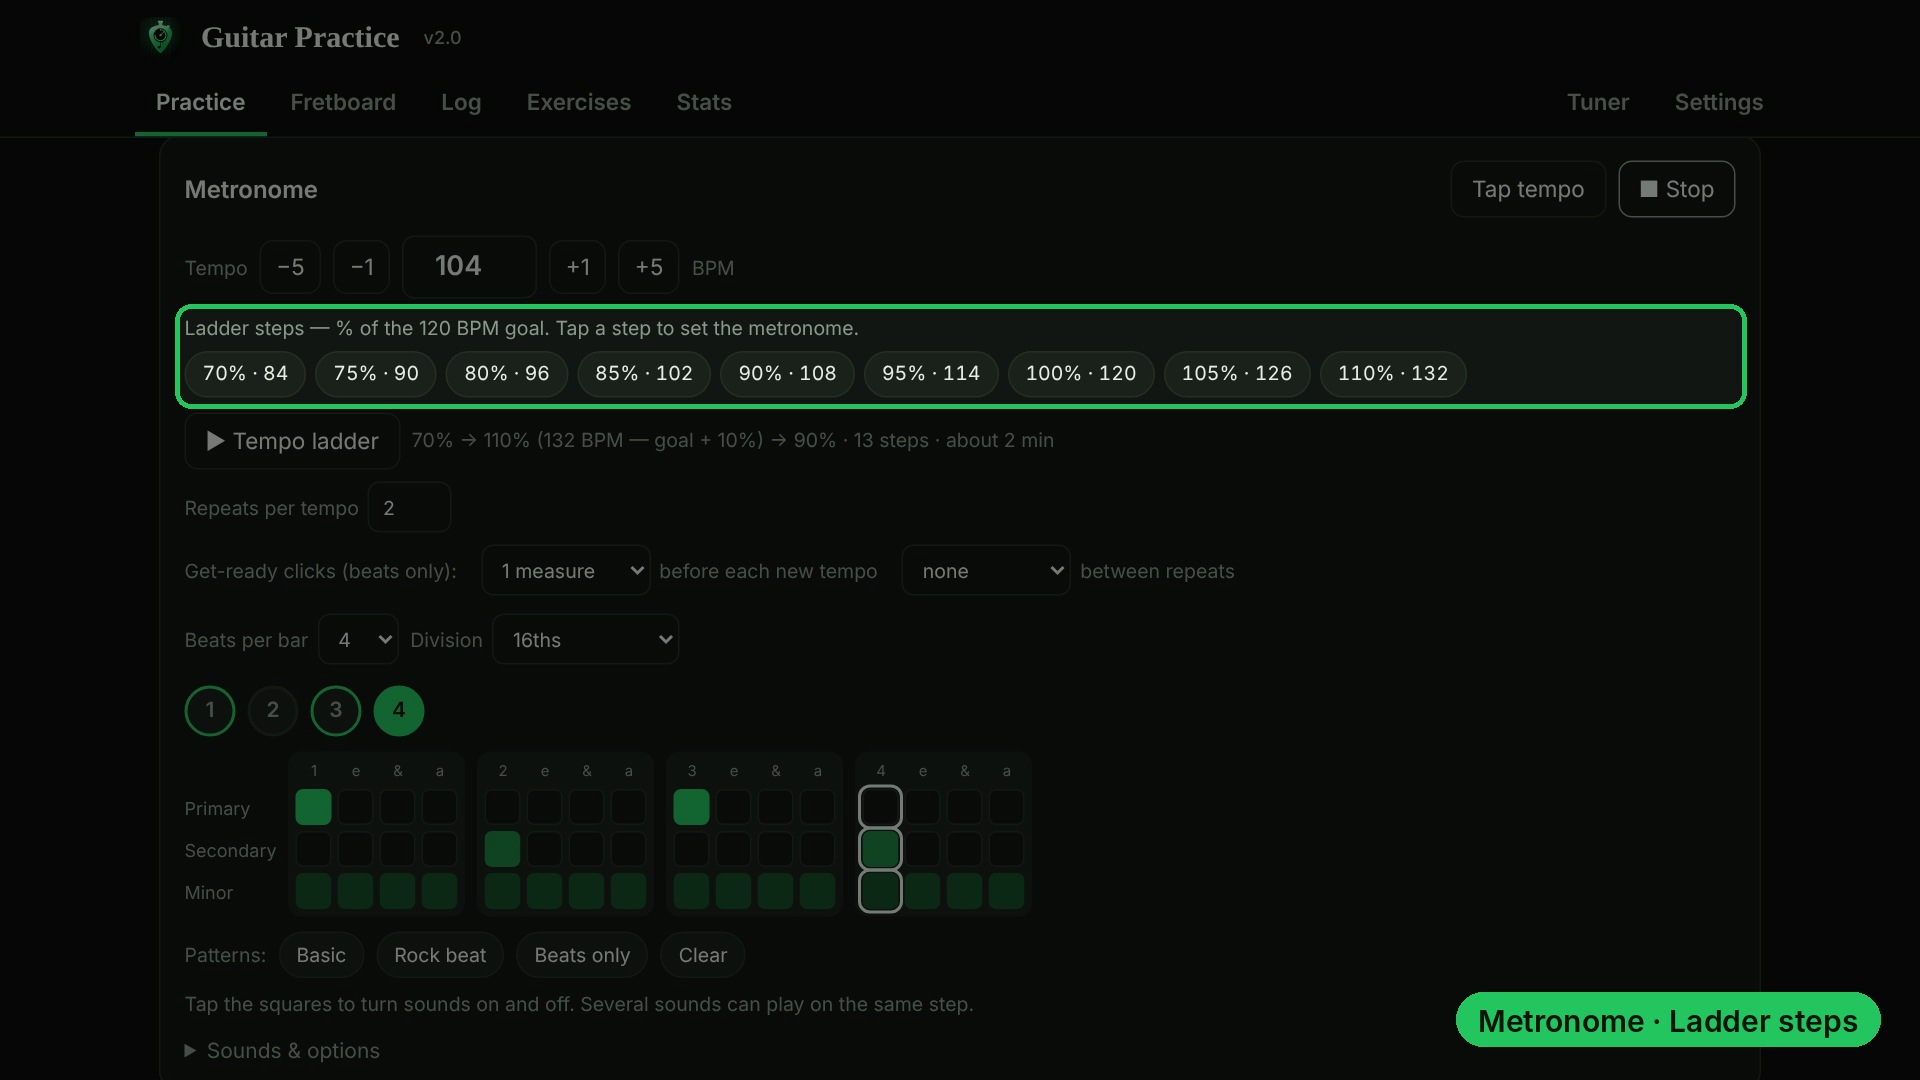 Guitar Practice v2.0
Practice Fretboard Log Exercises Stats Tuner Settings
Metronome Tap tempo Stop
Tempo −5 −1 104 +1 +5 BPM
Ladder steps — % of the 120 BPM goal. Tap a step to set the metronome.
70% · 84 75% · 90 80% · 96 85% · 102 90% · 108 95% · 114 100% · 120 105% · 126 110% · 132
▶ Tempo ladder 70% → 110% (132 BPM — goal + 10%) → 90% · 13 steps · about 2 min
Repeats per tempo 2
Get-ready clicks (beats only): 1 measure before each new tempo none between repeats
Beats per bar 4 Division 16ths
1 2 3 4
1 e & a 2 e & a 3 e & a 4 e & a
Primary
Secondary
Minor
Patterns: Basic Rock beat Beats only Clear
Tap the squares to turn sounds on and off. Several sounds can play on the same step.
▶ Sounds & options
Metronome · Ladder steps